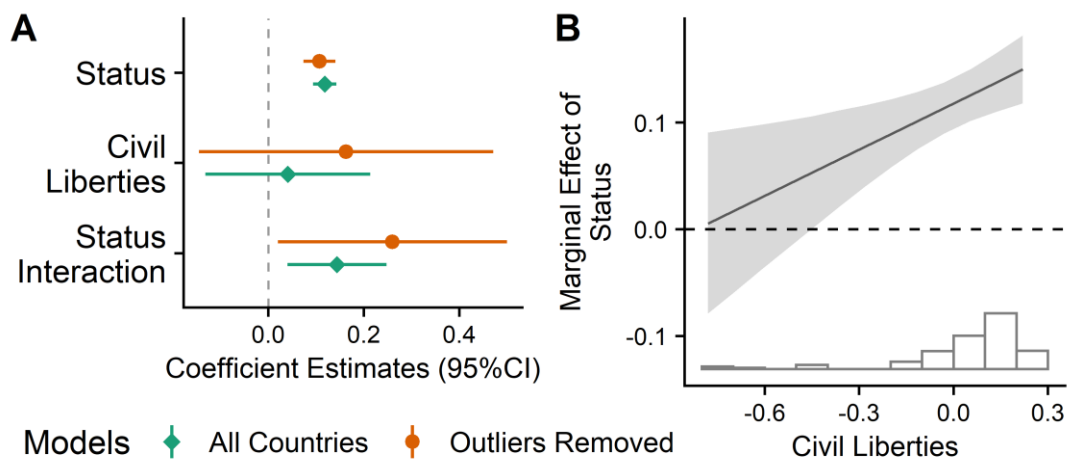 A
Status
Civil
Liberties
Status
Interaction
0.0 0.2 0.4
Coefficient Estimates (95%CI)
B
Marginal Effect of
Status
0.1
0.0
-0.1
-0.6 -0.3 0.0 0.3
Civil Liberties
Models All Countries Outliers Removed